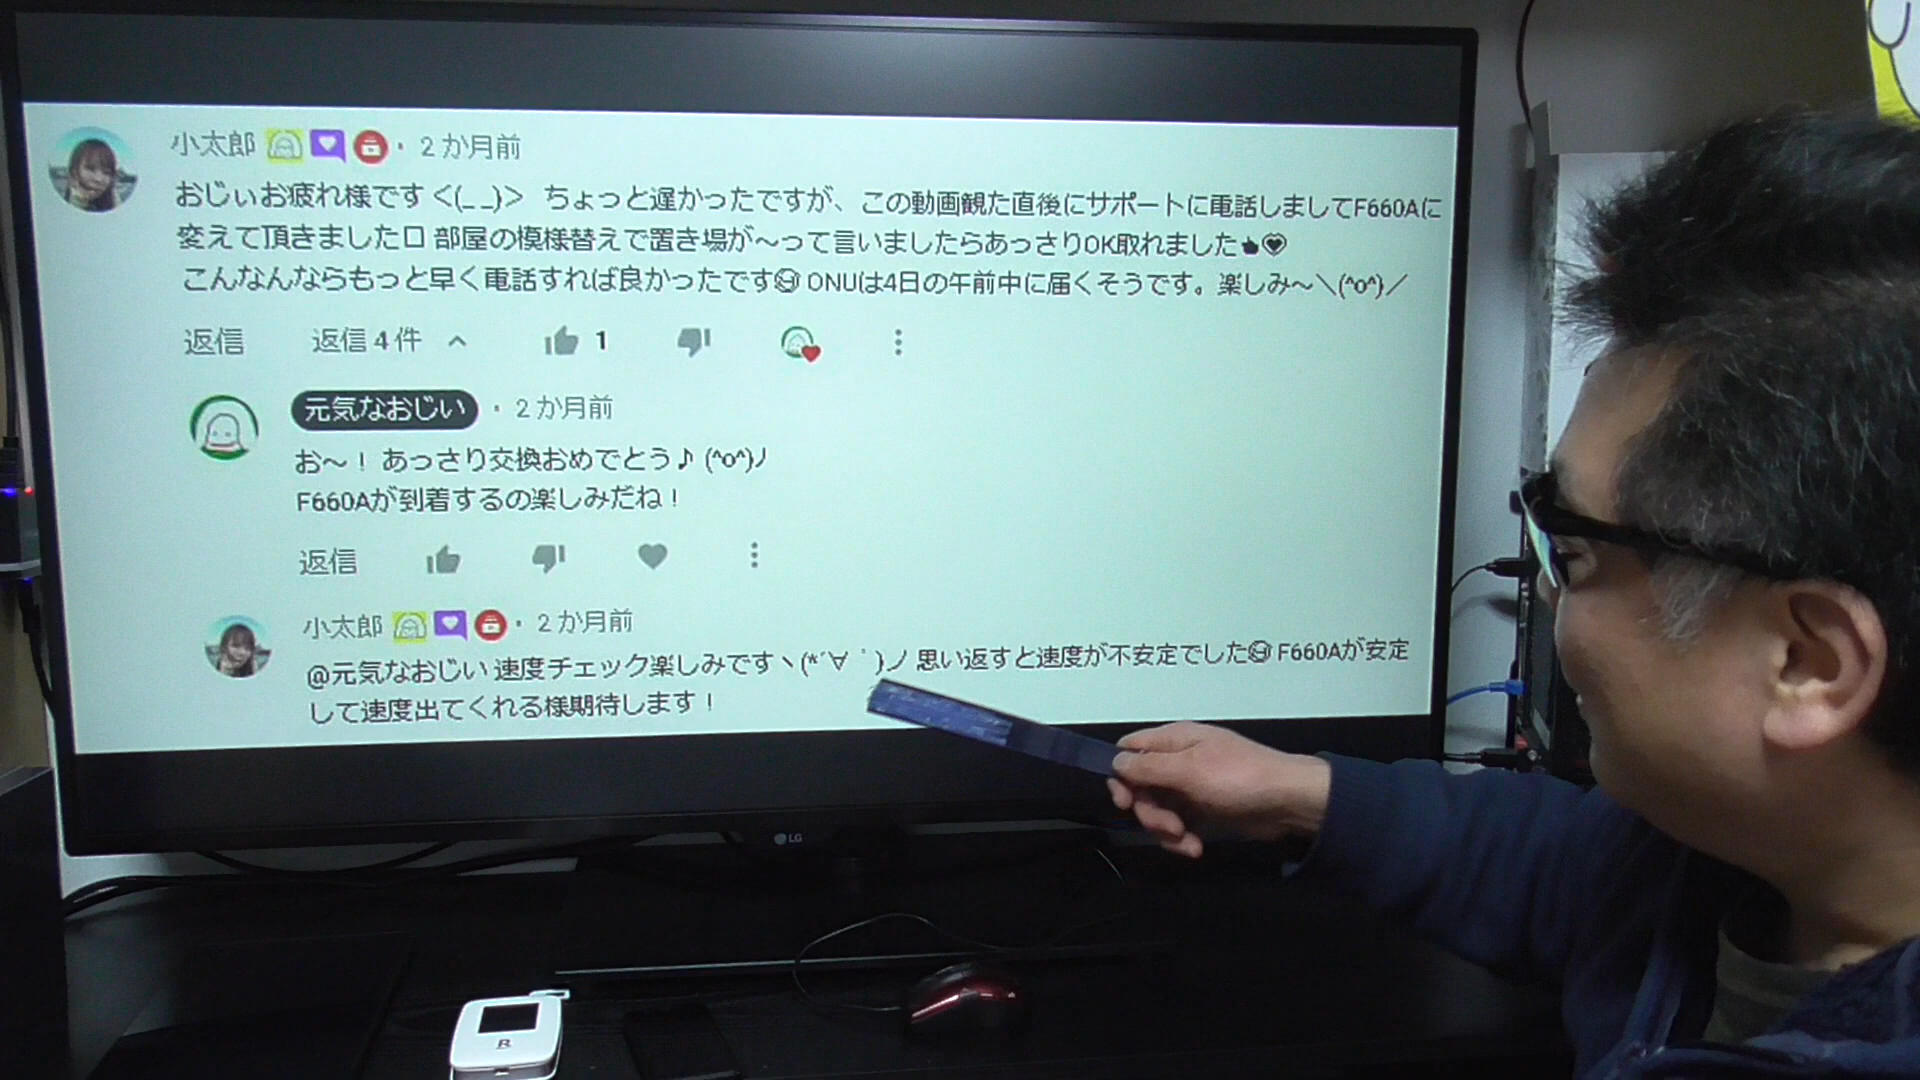 小太郎 ・ 2 か月前
おじぃお疲れ様です<(_ _)> ちょっと遅かったですが、この動画観た直後にサポートに電話しましてF660Aに
変えて頂きました口 部屋の模様替えで置き場が〜って言いましたらあっさりOK取れました
こんなんならもっと早く電話すれば良かったです ONUは4日の午前中に届くそうです。楽しみ〜＼(^o^)／
返信 返信 4 件 1
元気なおじい ・ 2 か月前
お〜！ あっさり交換おめでとう♪ (^o^)ﾉ
F660Aが到着するの楽しみだね！
返信
小太郎 ・ 2 か月前
@元気なおじい 速度チェック楽しみですヽ(*´∀｀)ノ 思い返すと速度が不安定でした F660Aが安定
して速度出てくれる様期待します！
LG
R